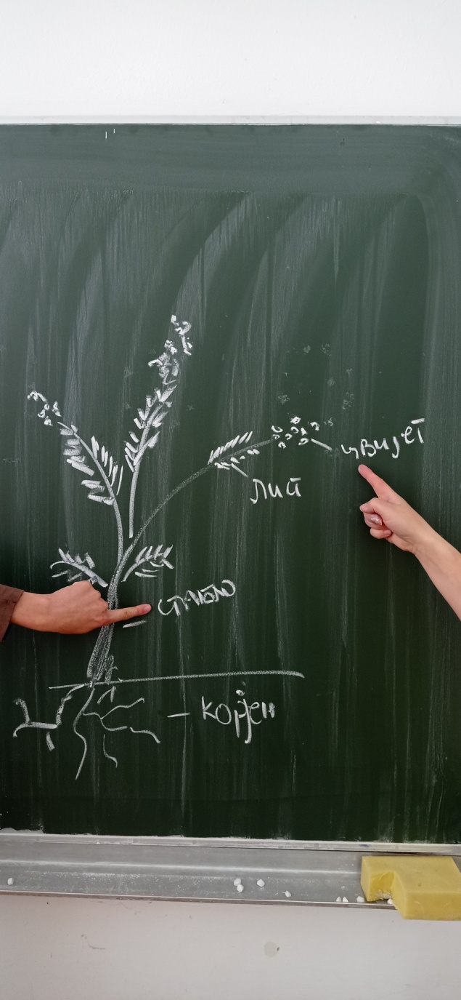 цвијет
лист
стабло
- корјен